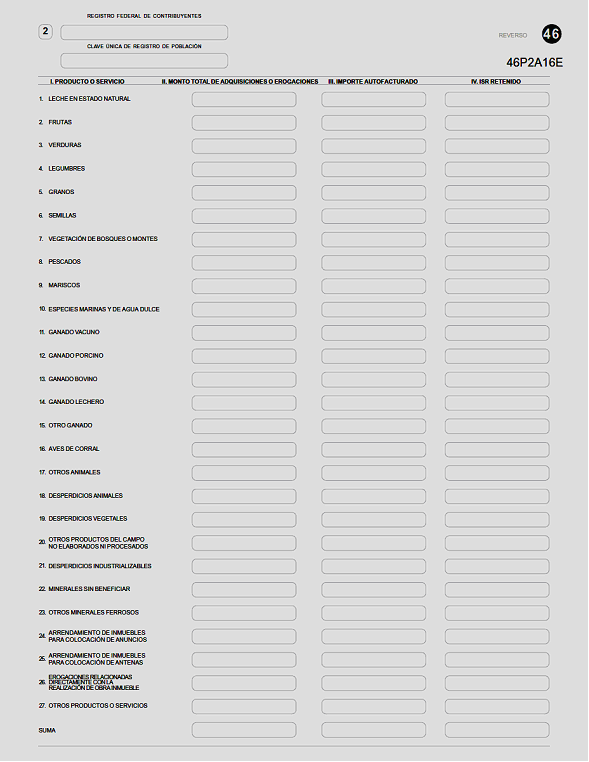 REGISTRO FEDERAL DE CONTRIBUYENTES
2
REVERSO 46
CLAVE ÚNICA DE REGISTRO DE POBLACIÓN
46P2A16E
I. PRODUCTO O SERVICIO II. MONTO TOTAL DE ADQUISICIONES O EROGACIONES III. IMPORTE AUTOFACTURADO IV. ISR RETENIDO
1. LECHE EN ESTADO NATURAL
2. FRUTAS
3. VERDURAS
4. LEGUMBRES
5. GRANOS
6. SEMILLAS
7. VEGETACIÓN DE BOSQUES O MONTES
8. PESCADOS
9. MARISCOS
10. ESPECIES MARINAS Y DE AGUA DULCE
11. GANADO VACUNO
12. GANADO PORCINO
13. GANADO BOVINO
14. GANADO LECHERO
15. OTRO GANADO
16. AVES DE CORRAL
17. OTROS ANIMALES
18. DESPERDICIOS ANIMALES
19. DESPERDICIOS VEGETALES
20. OTROS PRODUCTOS DEL CAMPO
NO ELABORADOS NI PROCESADOS
21. DESPERDICIOS INDUSTRIALIZABLES
22. MINERALES SIN BENEFICIAR
23. OTROS MINERALES FERROSOS
24. ARRENDAMIENTO DE INMUEBLES
PARA COLOCACIÓN DE ANUNCIOS
25. ARRENDAMIENTO DE INMUEBLES
PARA COLOCACIÓN DE ANTENAS
EROGACIONES RELACIONADAS
26. DIRECTAMENTE CON LA
REALIZACIÓN DE OBRA INMUEBLE
27. OTROS PRODUCTOS O SERVICIOS
SUMA